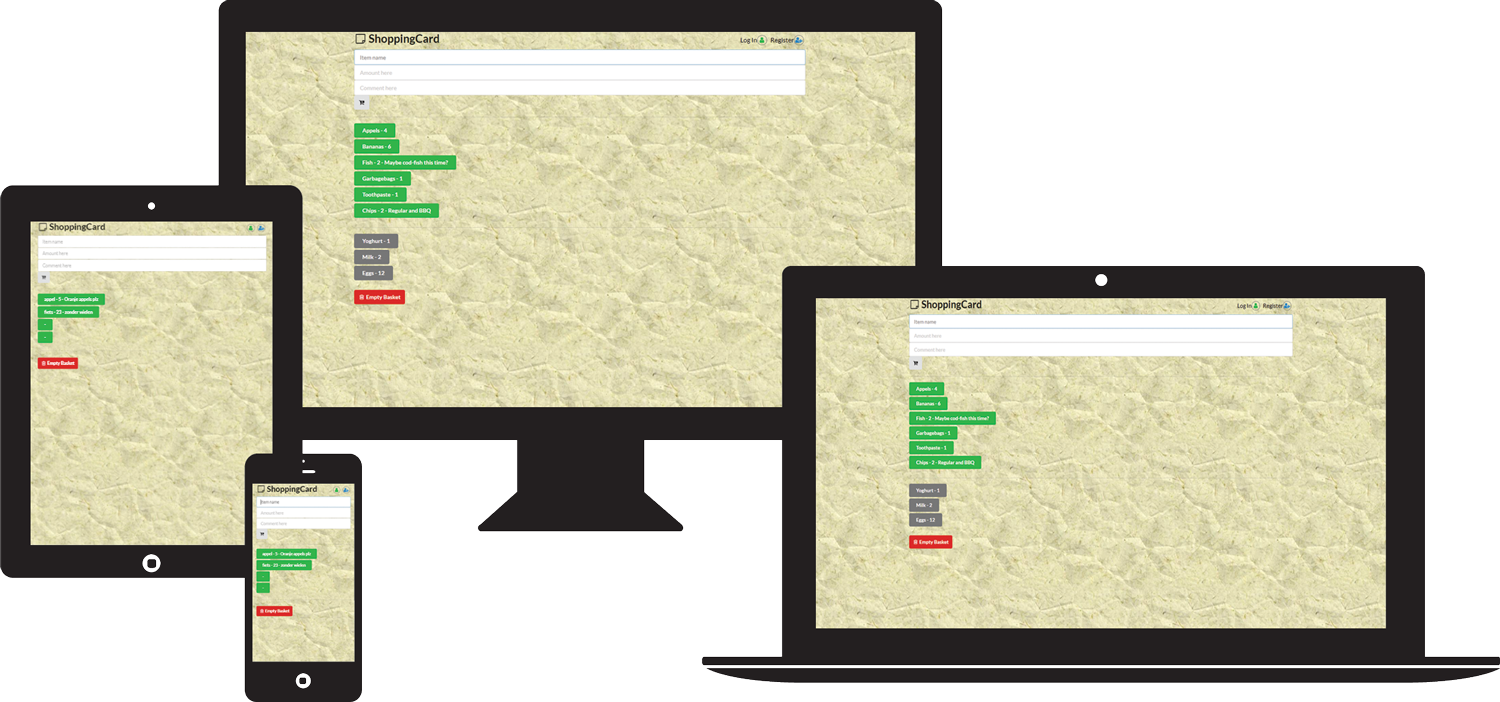 ShoppingCard
Log In Register
Item name
Amount here
Comment here
Appels - 4
Bananas - 6
Fish - 2 - Maybe cod-fish this time?
Garbagebags - 1
Toothpaste - 1
Chips - 2 - Regular and BBQ
Yoghurt - 1
Milk - 2
Eggs - 12
Empty Basket
ShoppingCard
Item name
Amount here
Comment here
appel - 5 - Oranje appels plz
fiets - 23 - zonder wielen
-
-
Empty Basket
ShoppingCard
Item name
Amount here
Comment here
appel - 5 - Oranje appels plz
fiets - 23 - zonder wielen
-
-
Empty Basket
ShoppingCard
Log In Register
Item name
Amount here
Comment here
Appels - 4
Bananas - 6
Fish - 2 - Maybe cod-fish this time?
Garbagebags - 1
Toothpaste - 1
Chips - 2 - Regular and BBQ
Yoghurt - 1
Milk - 2
Eggs - 12
Empty Basket